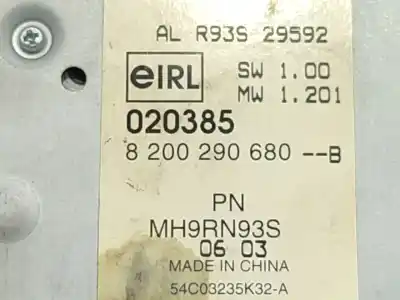 AL R93S 29592
eIRL SW 1.00
MW 1.201
020385
8 200 290 680 --B
PN
MH9RN93S
06 03
MADE IN CHINA
54C03235K32-A